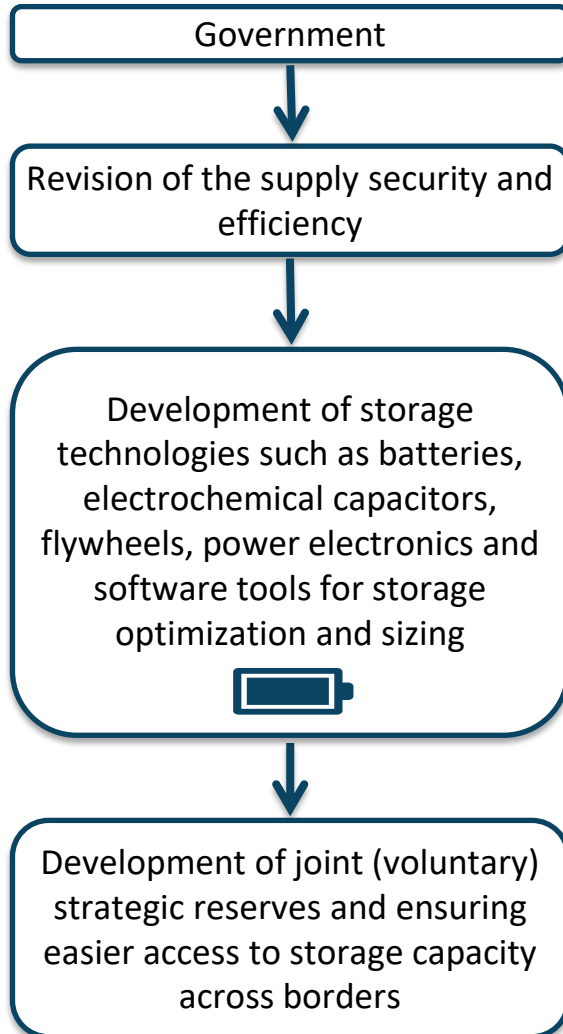 Government
Revision of the supply security and
efficiency
Development of storage
technologies such as batteries,
electrochemical capacitors,
flywheels, power electronics and
software tools for storage
optimization and sizing
Development of joint (voluntary)
strategic reserves and ensuring
easier access to storage capacity
across borders